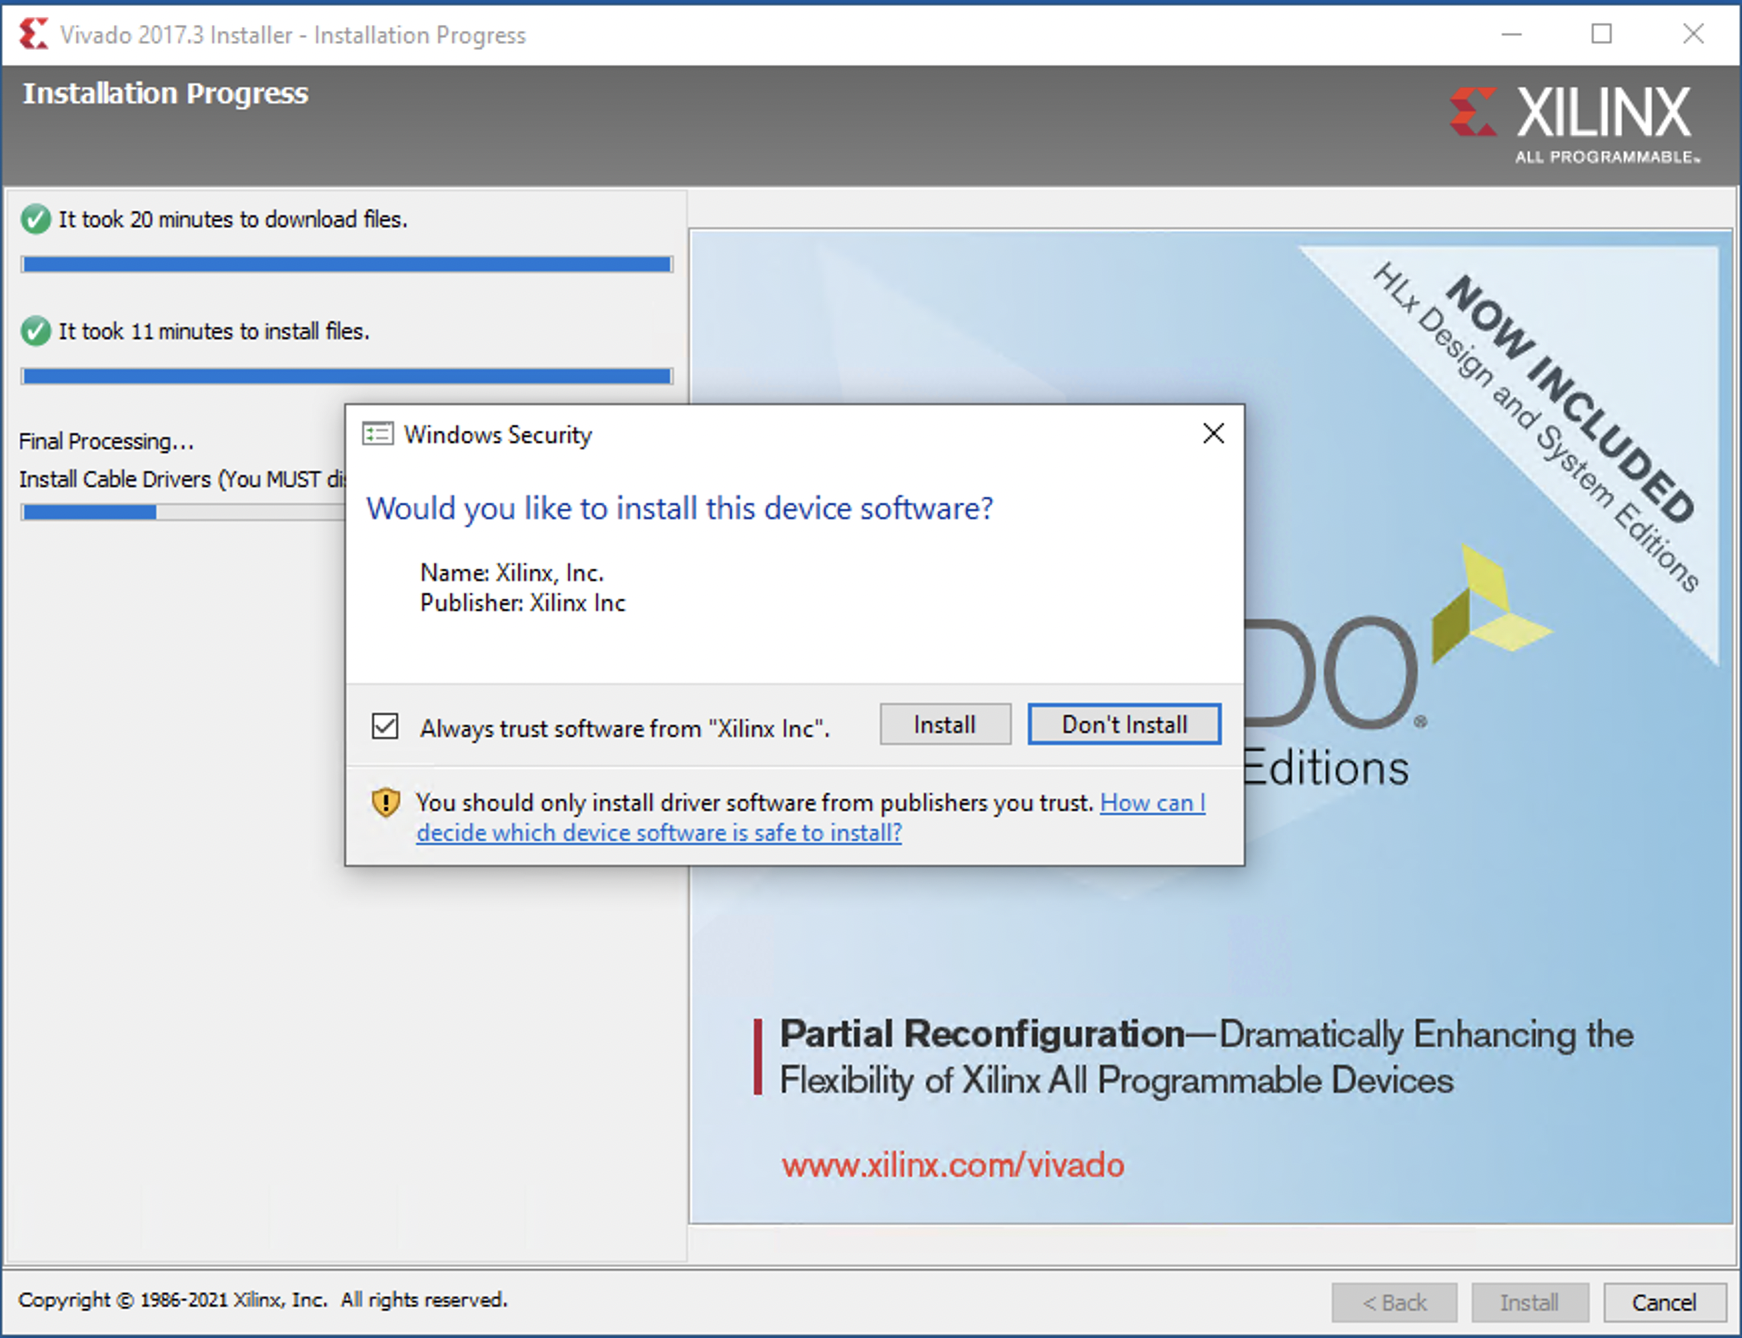 Vivado 2017.3 Installer - Installation Progress
Installation Progress
XILINX
ALL PROGRAMMABLE™
It took 20 minutes to download files.
It took 11 minutes to install files.
Final Processing...
Install Cable Drivers (You MUST
Windows Security
Would you like to install this device software?
Name: Xilinx, Inc.
Publisher: Xilinx Inc
Always trust software from "Xilinx Inc".
Install
Don't Install
You should only install driver software from publishers you trust. How can I
decide which device software is safe to install?
NOW INCLUDED
HLx Design and System Editions
DO®
Editions
Partial Reconfiguration—Dramatically Enhancing the
Flexibility of Xilinx All Programmable Devices
www.xilinx.com/vivado
Copyright © 1986-2021 Xilinx, Inc. All rights reserved.
< Back
Install
Cancel